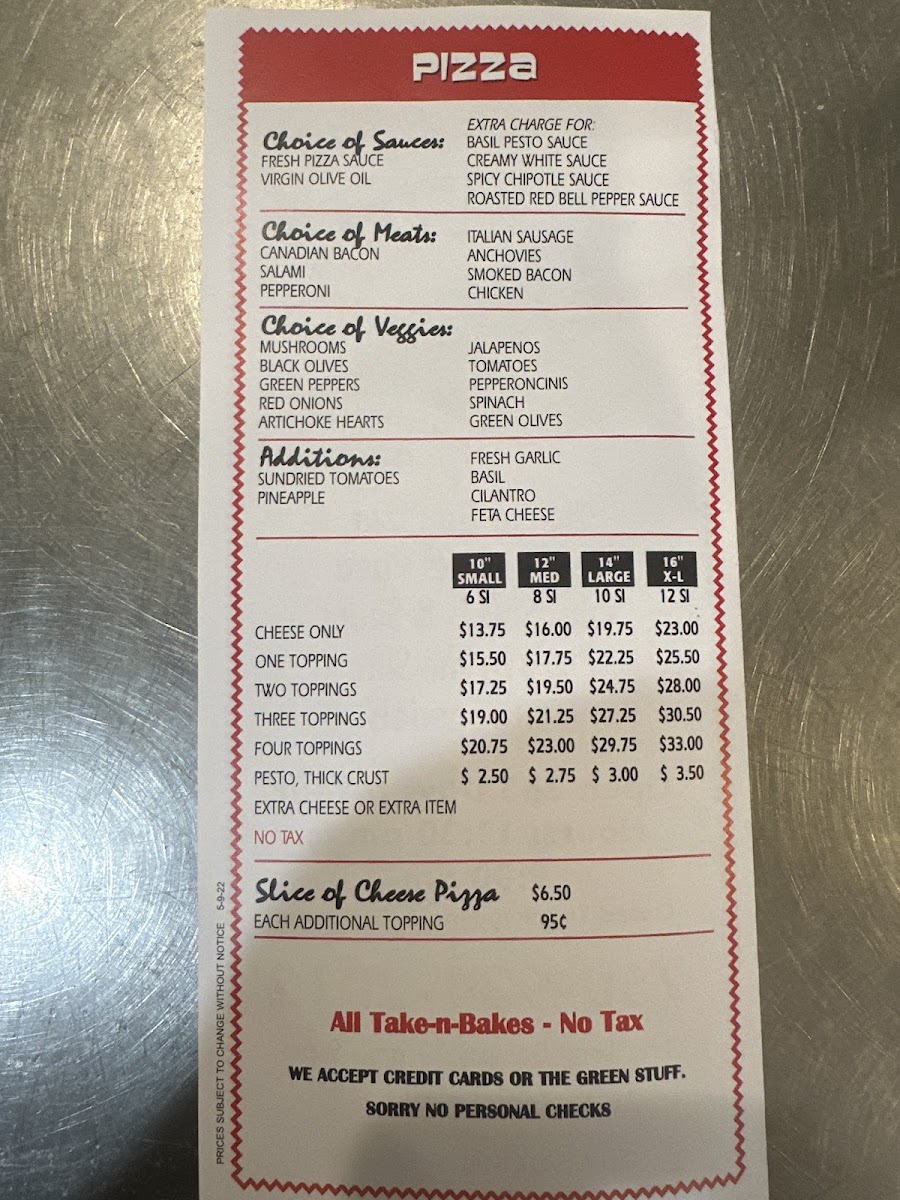 PIZZA
Choice of Sauces:
FRESH PIZZA SAUCE
VIRGIN OLIVE OIL
EXTRA CHARGE FOR:
BASIL PESTO SAUCE
CREAMY WHITE SAUCE
SPICY CHIPOTLE SAUCE
ROASTED RED BELL PEPPER SAUCE
Choice of Meats:
CANADIAN BACON
SALAMI
PEPPERONI
ITALIAN SAUSAGE
ANCHOVIES
SMOKED BACON
CHICKEN
Choice of Veggies:
MUSHROOMS
BLACK OLIVES
GREEN PEPPERS
RED ONIONS
ARTICHOKE HEARTS
JALAPENOS
TOMATOES
PEPPERONCINIS
SPINACH
GREEN OLIVES
Additions:
SUNDRIED TOMATOES
PINEAPPLE
FRESH GARLIC
BASIL
CILANTRO
FETA CHEESE
10" 12" 14" 16"
SMALL MED LARGE X-L
6 Sl 8 Sl 10 Sl 12 Sl
CHEESE ONLY $13.75 $16.00 $19.75 $23.00
ONE TOPPING $15.50 $17.75 $22.25 $25.50
TWO TOPPINGS $17.25 $19.50 $24.75 $28.00
THREE TOPPINGS $19.00 $21.25 $27.25 $30.50
FOUR TOPPINGS $20.75 $23.00 $29.75 $33.00
PESTO, THICK CRUST $ 2.50 $ 2.75 $ 3.00 $ 3.50
EXTRA CHEESE OR EXTRA ITEM
NO TAX
Slice of Cheese Pizza $6.50
EACH ADDITIONAL TOPPING 95¢
All Take-n-Bakes - No Tax
WE ACCEPT CREDIT CARDS OR THE GREEN STUFF.
SORRY NO PERSONAL CHECKS
PRICES SUBJECT TO CHANGE WITHOUT NOTICE 5-9-22